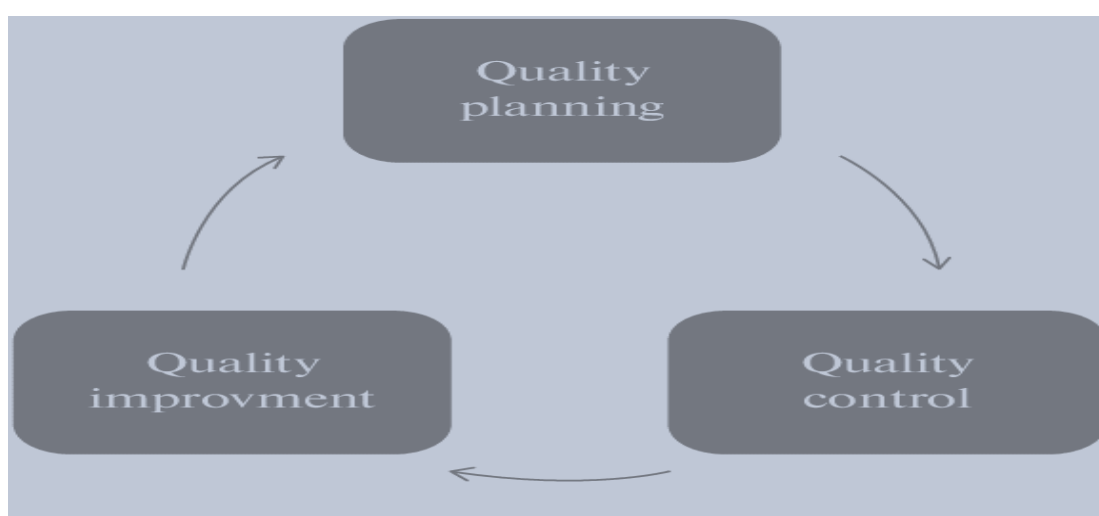 Quality
planning
Quality
improvment
Quality
control